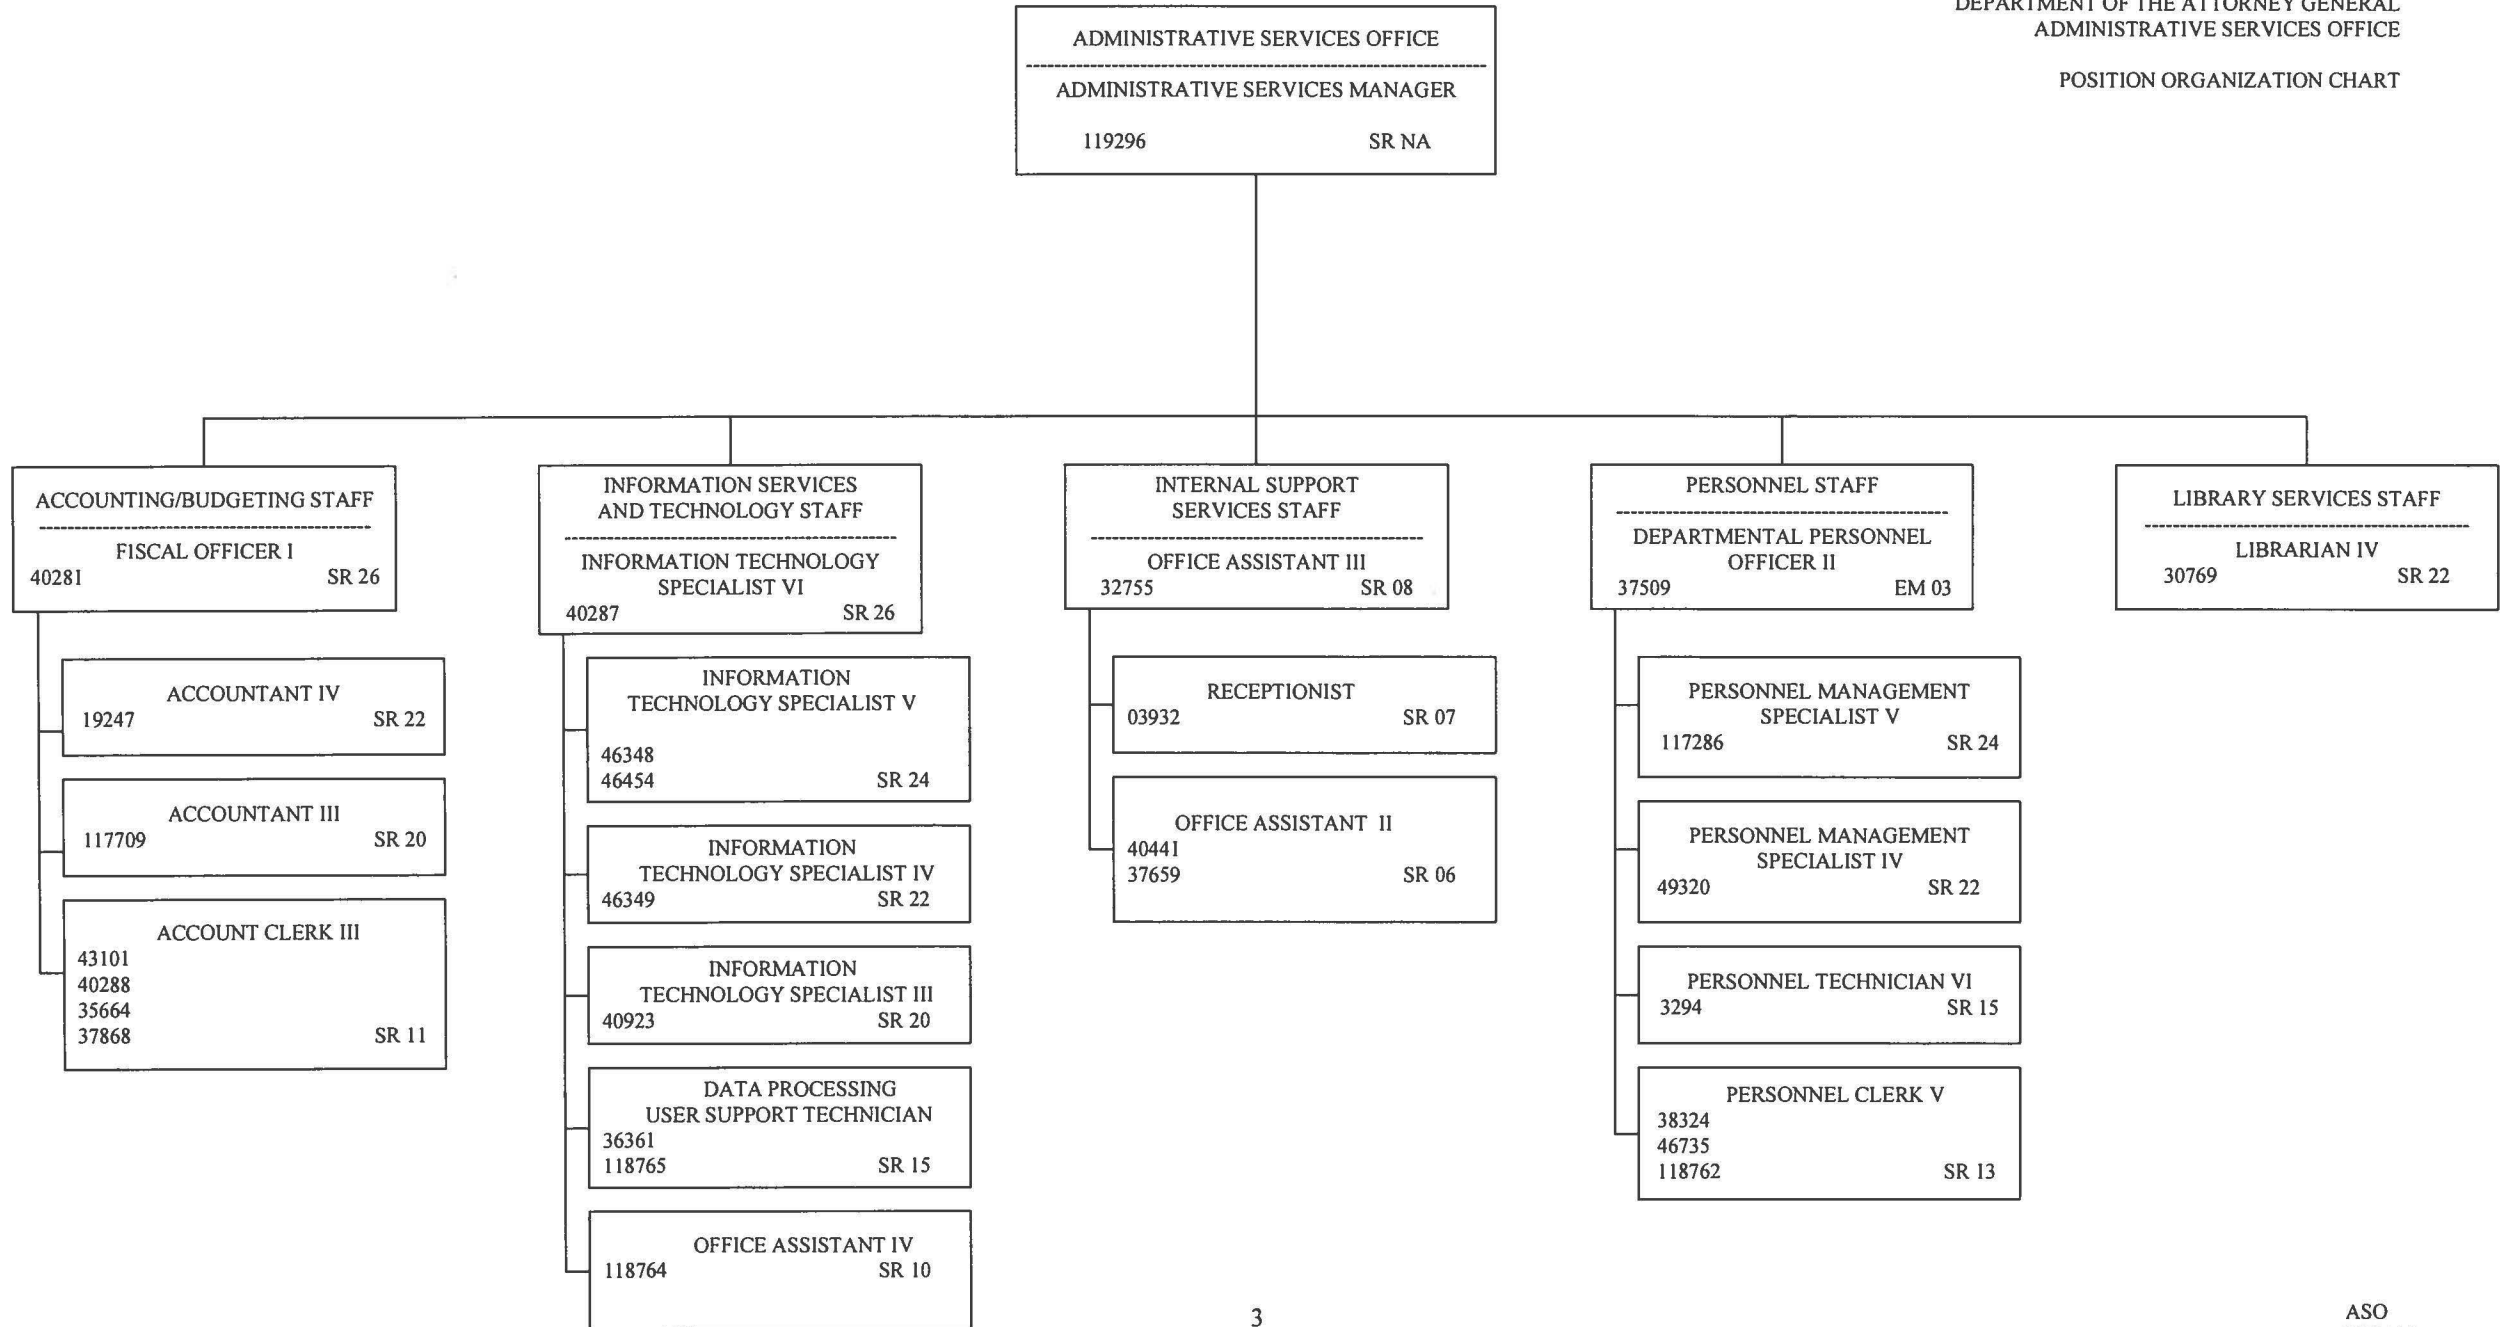 DEPARTMENT OF THE ATTORNEY GENERAL
ADMINISTRATIVE SERVICES OFFICE
POSITION ORGANIZATION CHART
ADMINISTRATIVE SERVICES OFFICE
ADMINISTRATIVE SERVICES MANAGER
119296 SR NA
ACCOUNTING/BUDGETING STAFF
FISCAL OFFICER I
40281 SR 26
ACCOUNTANT IV
19247 SR 22
ACCOUNTANT III
117709 SR 20
ACCOUNT CLERK III
43101
40288
35664
37868 SR 11
INFORMATION SERVICES
AND TECHNOLOGY STAFF
INFORMATION TECHNOLOGY
SPECIALIST VI
40287 SR 26
INFORMATION
TECHNOLOGY SPECIALIST V
46348
46454 SR 24
INFORMATION
TECHNOLOGY SPECIALIST IV
46349 SR 22
INFORMATION
TECHNOLOGY SPECIALIST III
40923 SR 20
DATA PROCESSING
USER SUPPORT TECHNICIAN
36361
118765 SR 15
OFFICE ASSISTANT IV
118764 SR 10
INTERNAL SUPPORT
SERVICES STAFF
OFFICE ASSISTANT III
32755 SR 08
RECEPTIONIST
03932 SR 07
OFFICE ASSISTANT II
40441
37659 SR 06
PERSONNEL STAFF
DEPARTMENTAL PERSONNEL
OFFICER II
37509 EM 03
PERSONNEL MANAGEMENT
SPECIALIST V
117286 SR 24
PERSONNEL MANAGEMENT
SPECIALIST IV
49320 SR 22
PERSONNEL TECHNICIAN VI
3294 SR 15
PERSONNEL CLERK V
38324
46735
118762 SR 13
LIBRARY SERVICES STAFF
LIBRARIAN IV
30769 SR 22
3
ASO